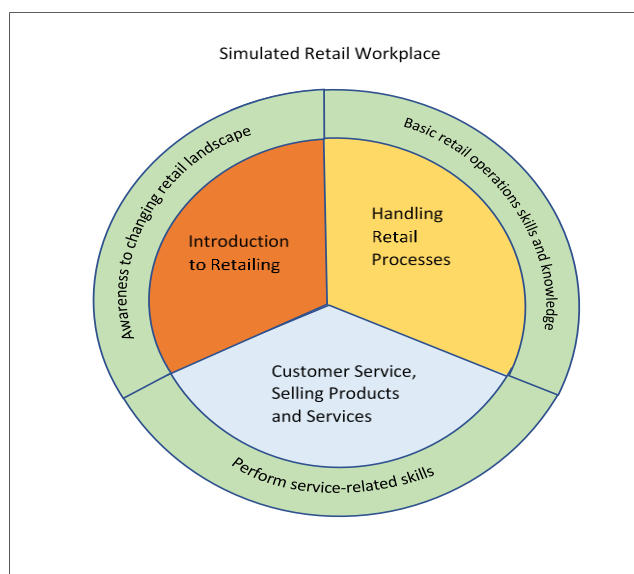 Simulated Retail Workplace
Awareness to changing retail landscape
Basic retail operations skills and knowledge
Introduction
to Retailing
Handling
Retail
Processes
Customer Service,
Selling Products
and Services
Perform service-related skills